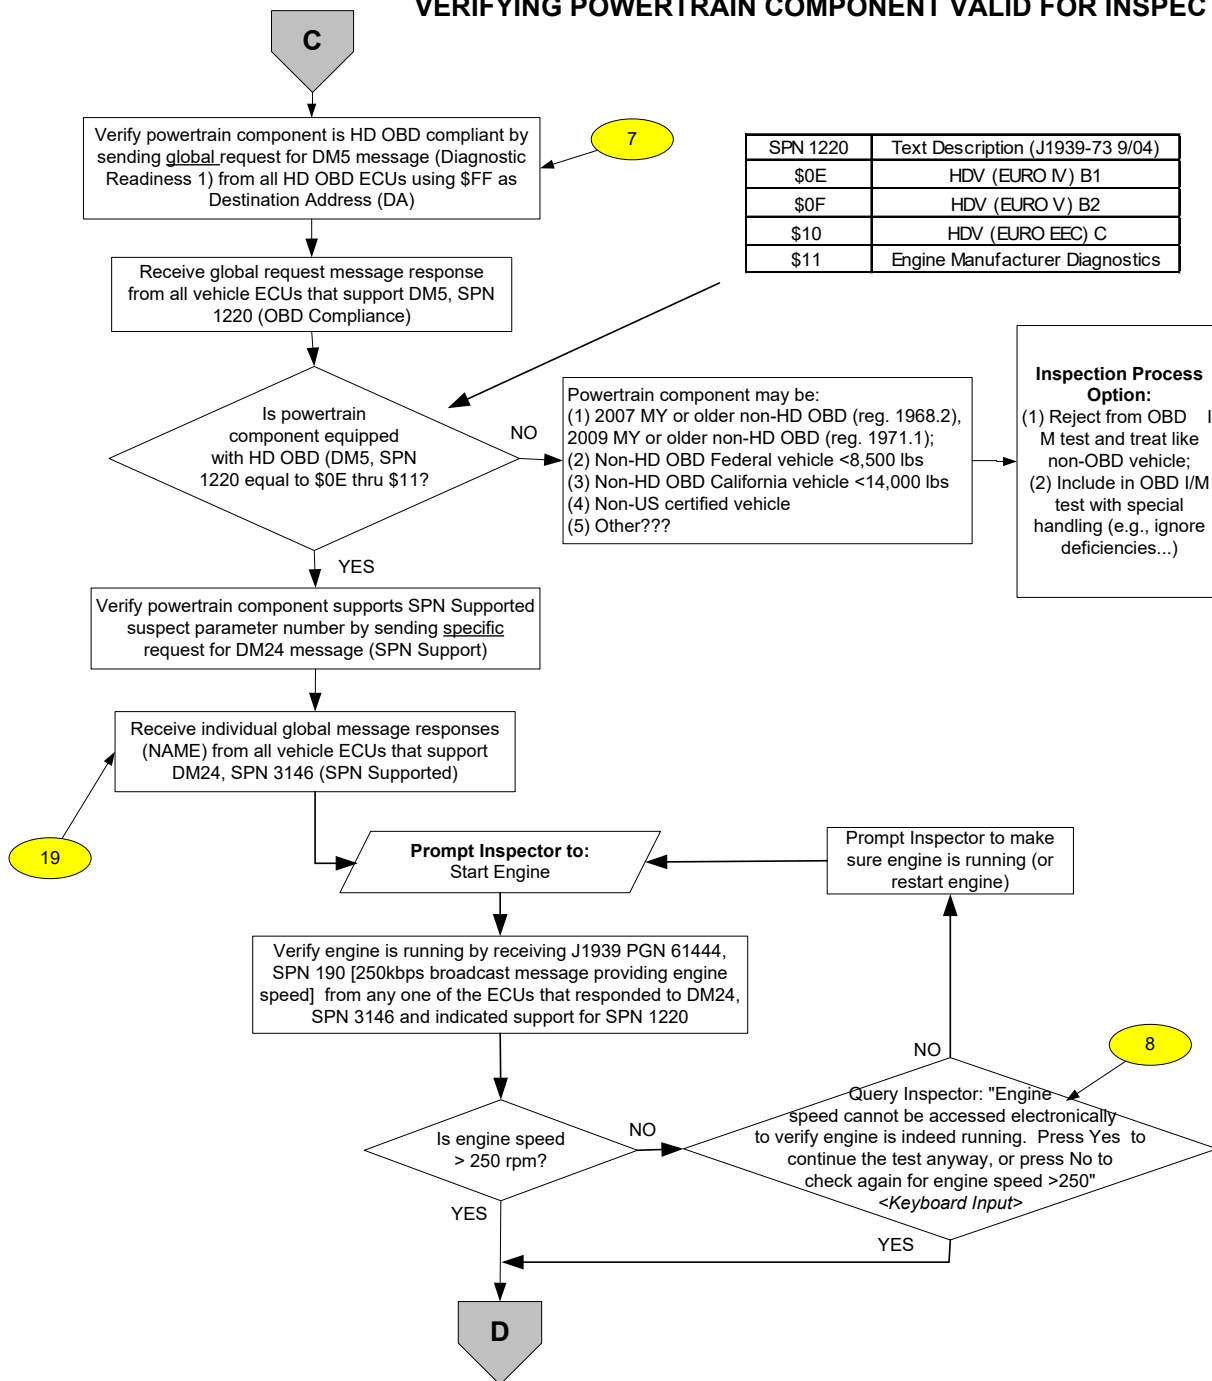 VERIFYING POWERTRAIN COMPONENT VALID FOR INSPEC
C
Verify powertrain component is HD OBD compliant by
sending global request for DM5 message (Diagnostic
Readiness 1) from all HD OBD ECUs using $FF as
Destination Address (DA)
7
SPN 1220 Text Description (J1939-73 9/04)
$0E HDV (EURO IV) B1
$0F HDV (EURO V) B2
$10 HDV (EURO EEC) C
$11 Engine Manufacturer Diagnostics
Receive global request message response
from all vehicle ECUs that support DM5, SPN
1220 (OBD Compliance)
Is powertrain
component equipped
with HD OBD (DM5, SPN
1220 equal to $0E thru $11?
NO
Powertrain component may be:
(1) 2007 MY or older non-HD OBD (reg. 1968.2),
2009 MY or older non-HD OBD (reg. 1971.1);
(2) Non-HD OBD Federal vehicle <8,500 lbs
(3) Non-HD OBD California vehicle <14,000 lbs
(4) Non-US certified vehicle
(5) Other???
Inspection Process
Option:
(1) Reject from OBD I
M test and treat like
non-OBD vehicle;
(2) Include in OBD I/M
test with special
handling (e.g., ignore
deficiencies...)
YES
Verify powertrain component supports SPN Supported
suspect parameter number by sending specific
request for DM24 message (SPN Support)
Receive individual global message responses
(NAME) from all vehicle ECUs that support
DM24, SPN 3146 (SPN Supported)
19
Prompt Inspector to:
Start Engine
Prompt Inspector to make
sure engine is running (or
restart engine)
Verify engine is running by receiving J1939 PGN 61444,
SPN 190 [250kbps broadcast message providing engine
speed] from any one of the ECUs that responded to DM24,
SPN 3146 and indicated support for SPN 1220
NO
8
Is engine speed
> 250 rpm?
NO
Query Inspector: "Engine
speed cannot be accessed electronically
to verify engine is indeed running. Press Yes to
continue the test anyway, or press No to
check again for engine speed >250"
<Keyboard Input>
YES
YES
D